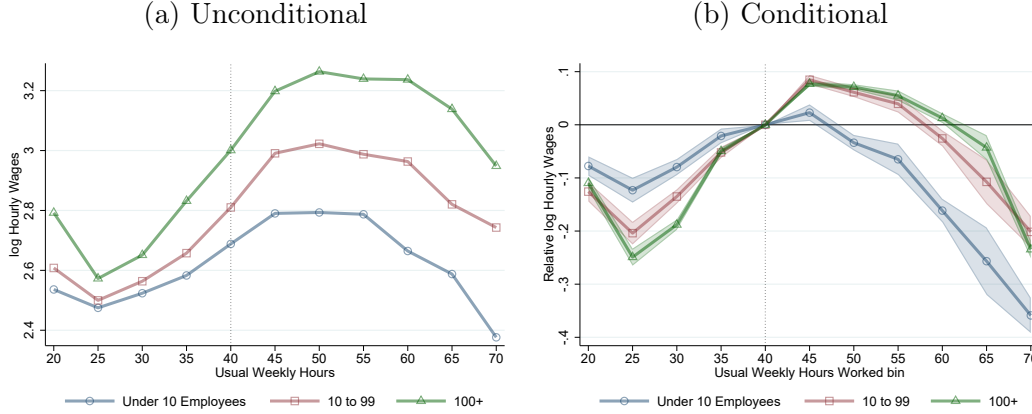 (a) Unconditional
(b) Conditional
log Hourly Wages
3.2
3
2.8
2.6
2.4
20 25 30 35 40 45 50 55 60 65 70
Usual Weekly Hours
Under 10 Employees 10 to 99 100+
Relative log Hourly Wages
.1
0
-.1
-.2
-.3
-.4
20 25 30 35 40 45 50 55 60 65 70
Usual Weekly Hours Worked bin
Under 10 Employees 10 to 99 100+